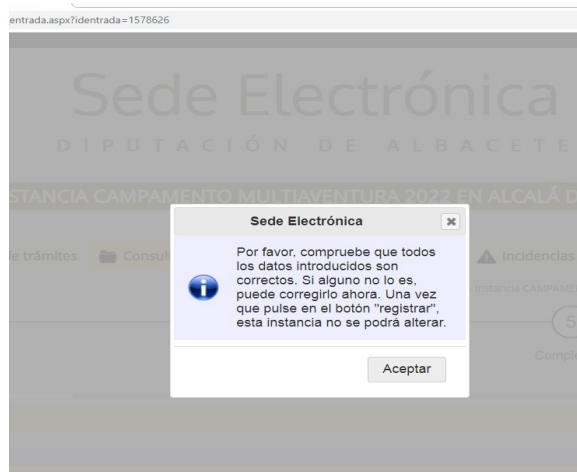 entrada.aspx?identrada=1578626
Sede Electrónica
DIPUTACIÓN DE ALBACETE
STANCIA CAMPAMENTO MULTIAVENTURA 2022 EN ALCALÁ D
Sede Electrónica
e trámites
Consul
Incidencias
Instancia CAMPAME
Por favor, compruebe que todos
los datos introducidos son
correctos. Si alguno no lo es,
puede corregirlo ahora. Una vez
que pulse en el botón "registrar",
esta instancia no se podrá alterar.
5
Comple
Aceptar